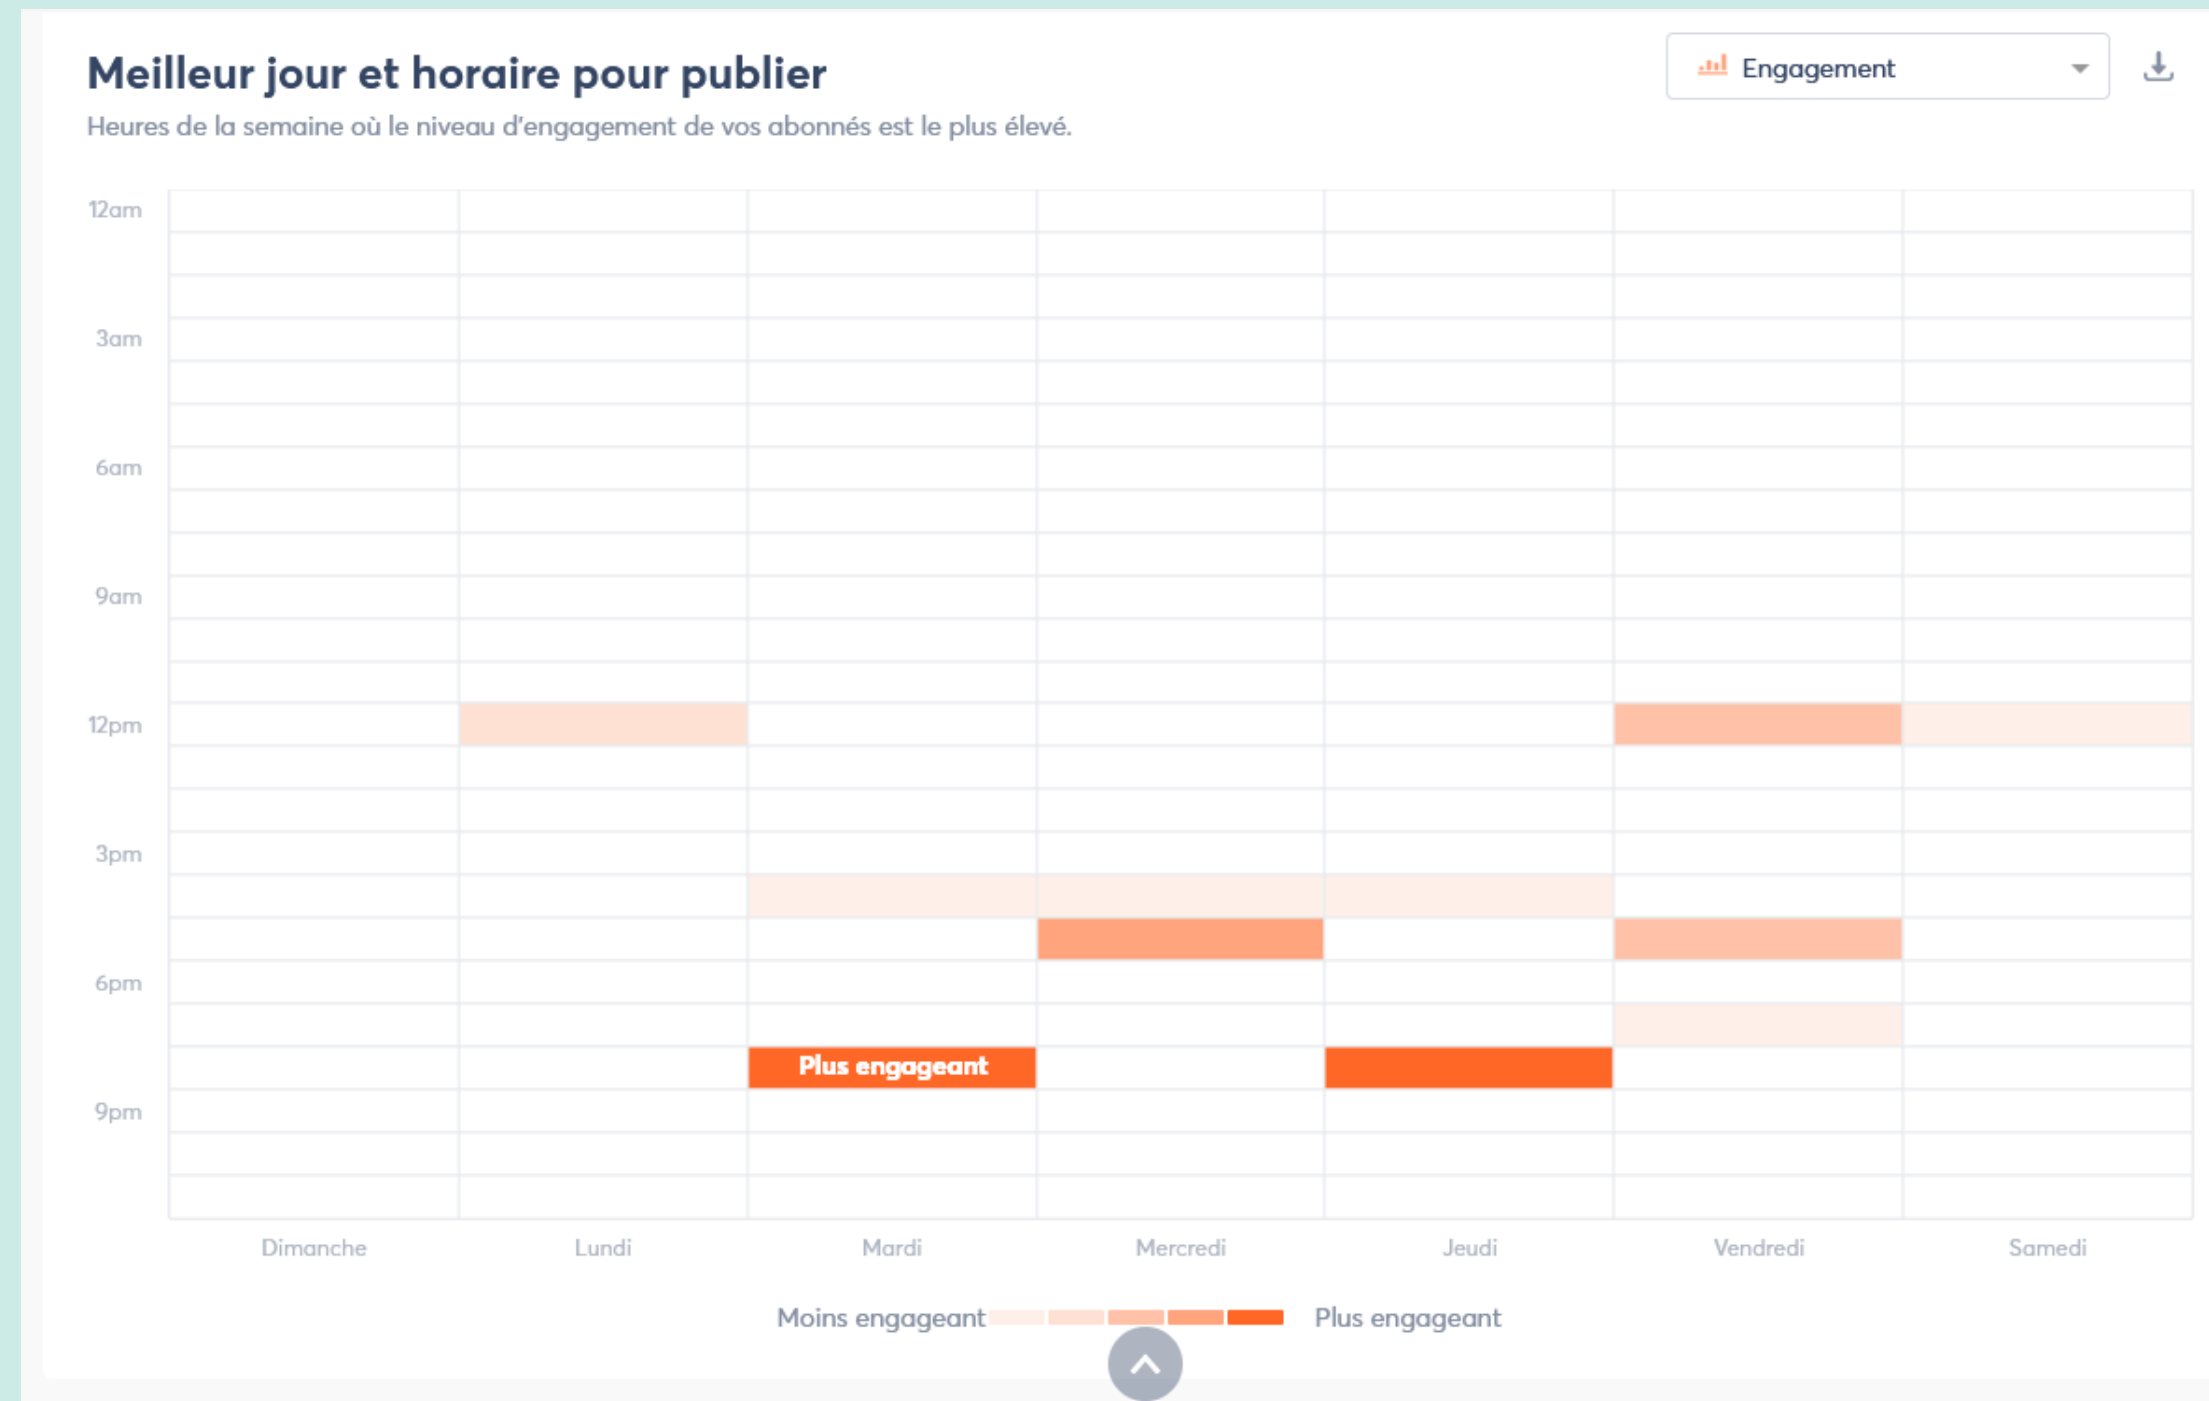 Meilleur jour et horaire pour publier
Engagement
Heures de la semaine où le niveau d'engagement de vos abonnés est le plus élevé.
12am
3am
6am
9am
12pm
3pm
6pm
Plus engageant
9pm
Dimanche Lundi Mardi Mercredi Jeudi Vendredi Samedi
Moins engageant Plus engageant